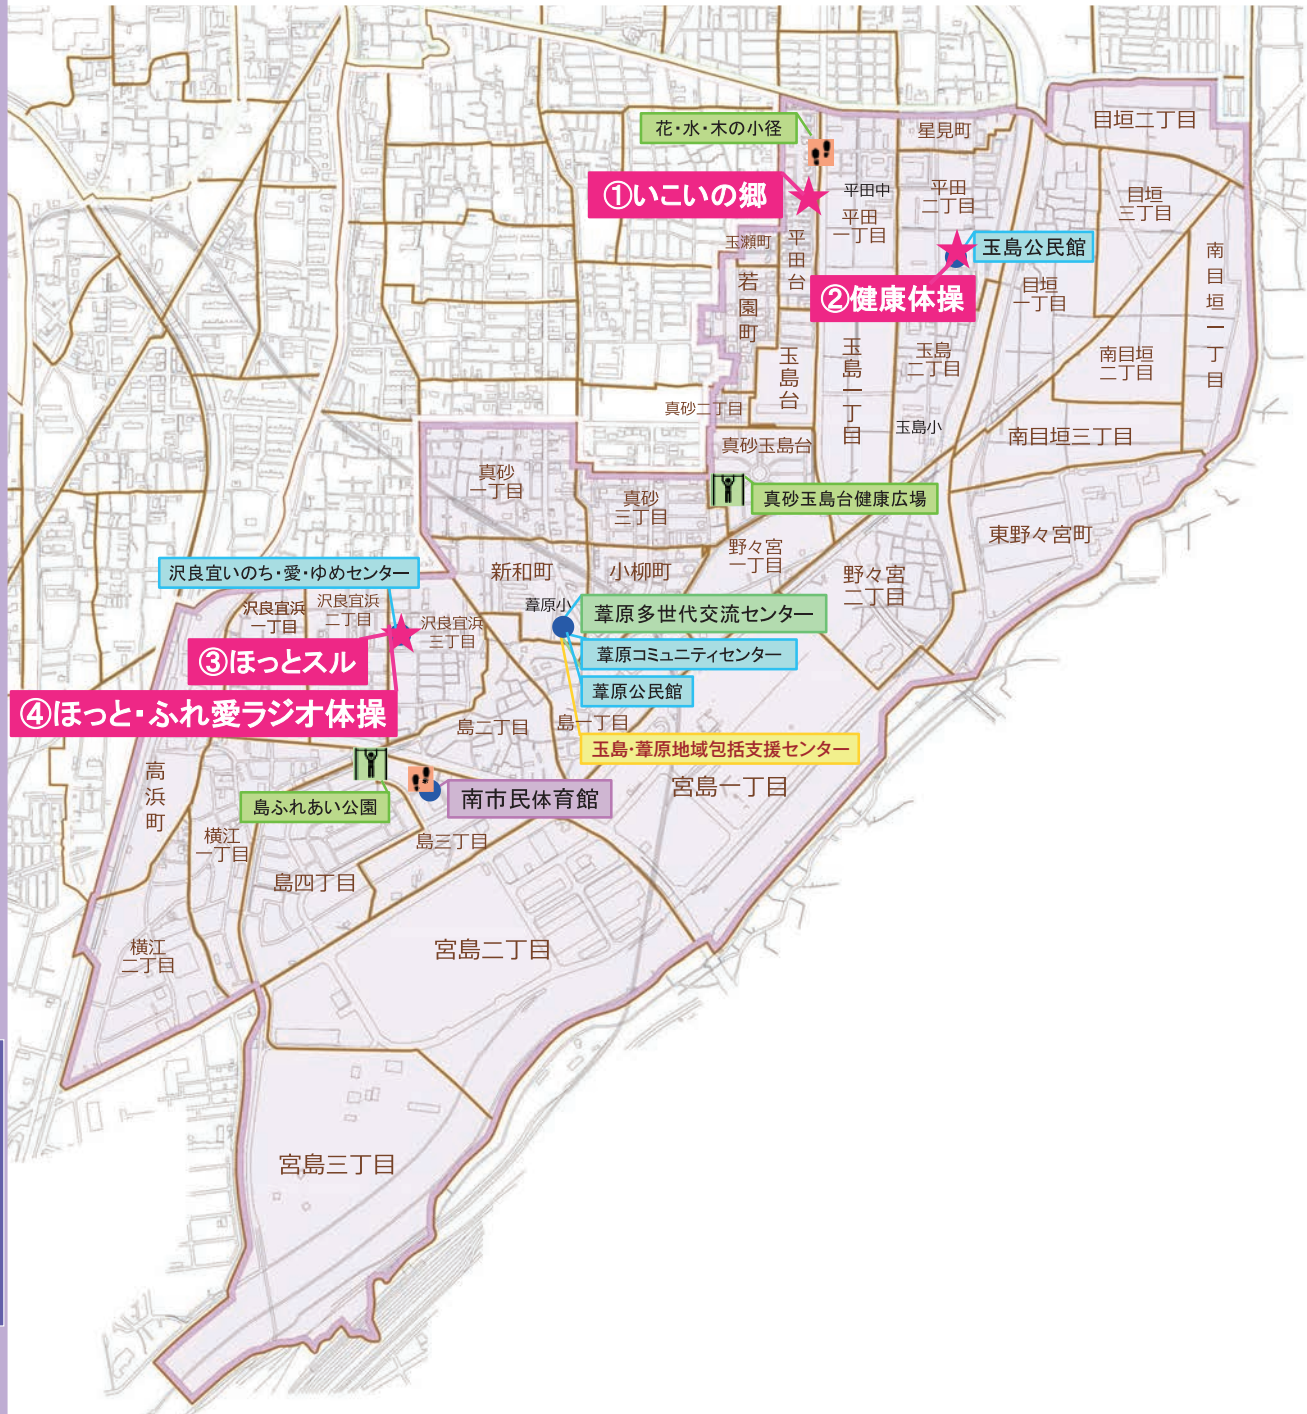 花・水・木の小径
星見町
目垣二丁目
①いこいの郷
平田中
平田
二丁目
目垣
三丁目
平田
一丁目
玉瀬町
平田台
玉島公民館
南目垣一丁目
若園町
②健康体操
目垣
一丁目
玉島台
玉島一丁目
玉島
二丁目
南目垣
二丁目
真砂二丁目
玉島小
南目垣三丁目
真砂玉島台
真砂
一丁目
真砂
三丁目
真砂玉島台健康広場
東野々宮町
野々宮
一丁目
沢良宜いのち・愛・ゆめセンター
新和町
小柳町
野々宮
二丁目
沢良宜浜
一丁目
沢良宜浜
二丁目
沢良宜浜
三丁目
葦原小
葦原多世代交流センター
③ほっとスル
葦原コミュニティセンター
葦原公民館
④ほっと・ふれ愛ラジオ体操
島二丁目
島一丁目
玉島・葦原地域包括支援センター
高浜町
宮島一丁目
島ふれあい公園
南市民体育館
横江
一丁目
島三丁目
島四丁目
横江
二丁目
宮島二丁目
宮島三丁目